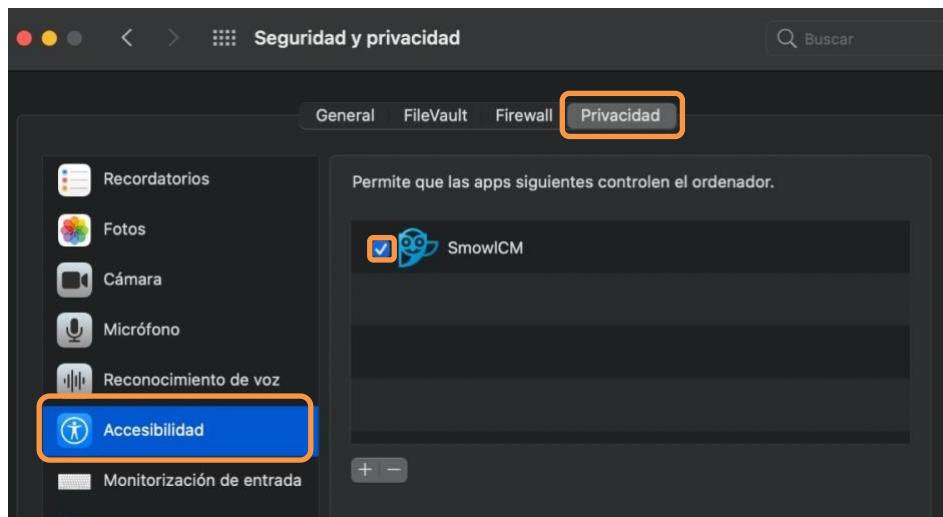 Seguridad y privacidad
Buscar
General FileVault Firewall Privacidad
Recordatorios
Fotos
Cámara
Micrófono
Reconocimiento de voz
Accesibilidad
Monitorización de entrada
Permite que las apps siguientes controlen el ordenador.
SmowlCM